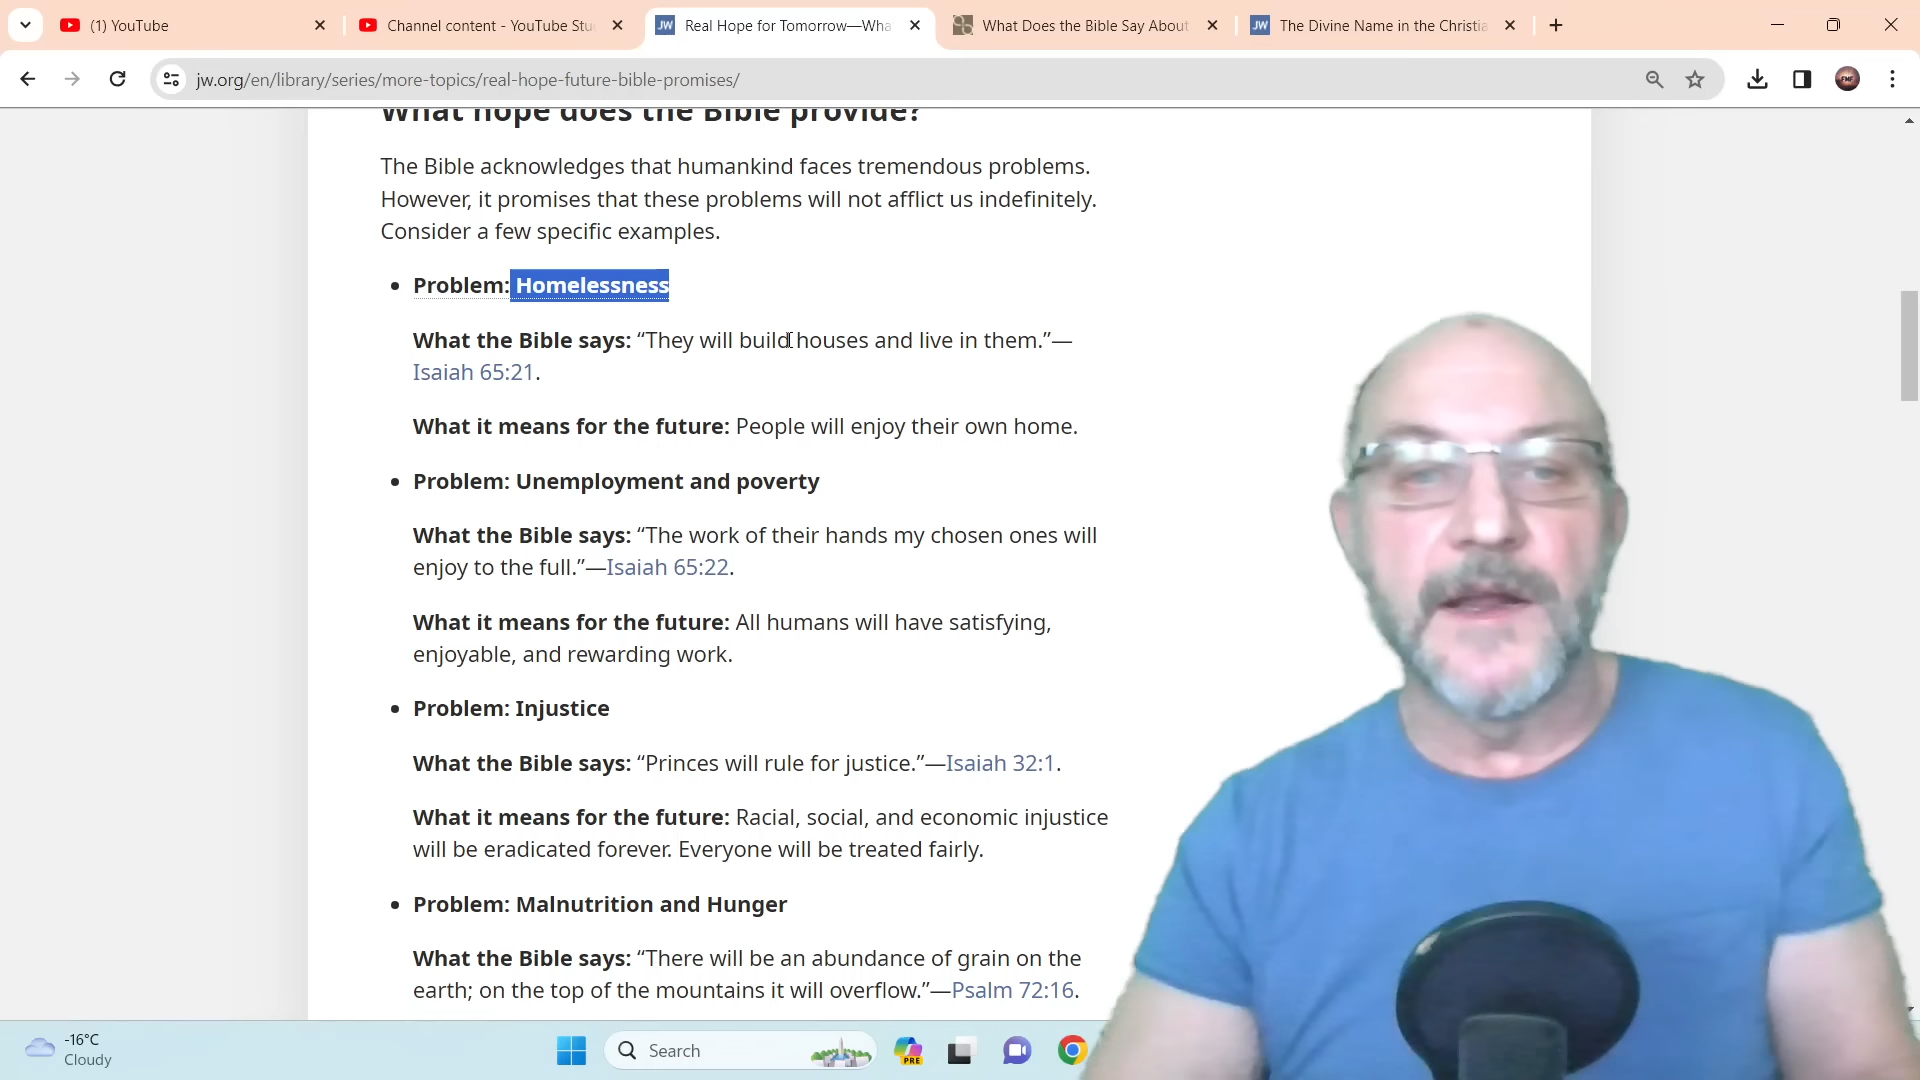 (1) YouTube
Channel content - YouTube Stu
JW Real Hope for Tomorrow—Wha
What Does the Bible Say About
JW The Divine Name in the Christia
jw.org/en/library/series/more-topics/real-hope-future-bible-promises/
What hope does the Bible provide?
The Bible acknowledges that humankind faces tremendous problems.
However, it promises that these problems will not afflict us indefinitely.
Consider a few specific examples.
• Problem: Homelessness
What the Bible says: “They will build houses and live in them.”—
Isaiah 65:21.
What it means for the future: People will enjoy their own home.
• Problem: Unemployment and poverty
What the Bible says: “The work of their hands my chosen ones will
enjoy to the full.”—Isaiah 65:22.
What it means for the future: All humans will have satisfying,
enjoyable, and rewarding work.
• Problem: Injustice
What the Bible says: “Princes will rule for justice.”—Isaiah 32:1.
What it means for the future: Racial, social, and economic injustice
will be eradicated forever. Everyone will be treated fairly.
• Problem: Malnutrition and Hunger
What the Bible says: “There will be an abundance of grain on the
earth; on the top of the mountains it will overflow.”—Psalm 72:16.
-16°C
Cloudy
Search
PRE